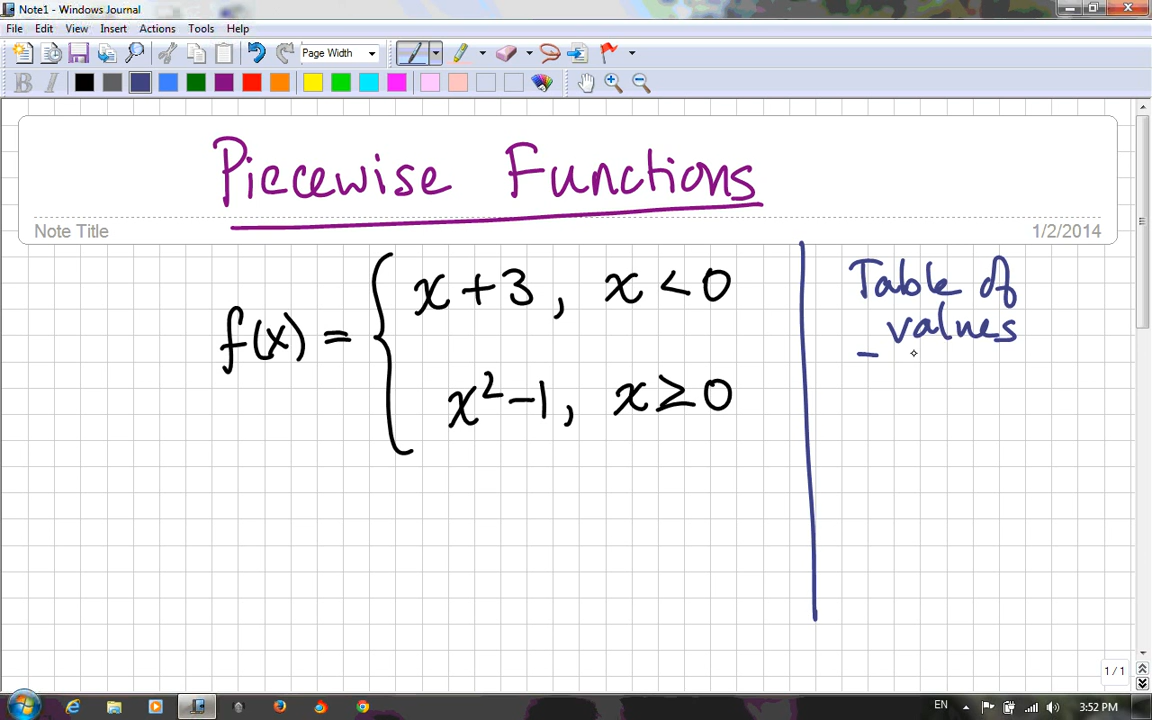 Note1 - Windows Journal
File Edit View Insert Actions Tools Help
Page Width
B I
Piecewise Functions
Note Title 1/2/2014
f(x) = { x+3, x<0
x²-1, x≥0
Table of
values
1 / 1
EN 3:52 PM